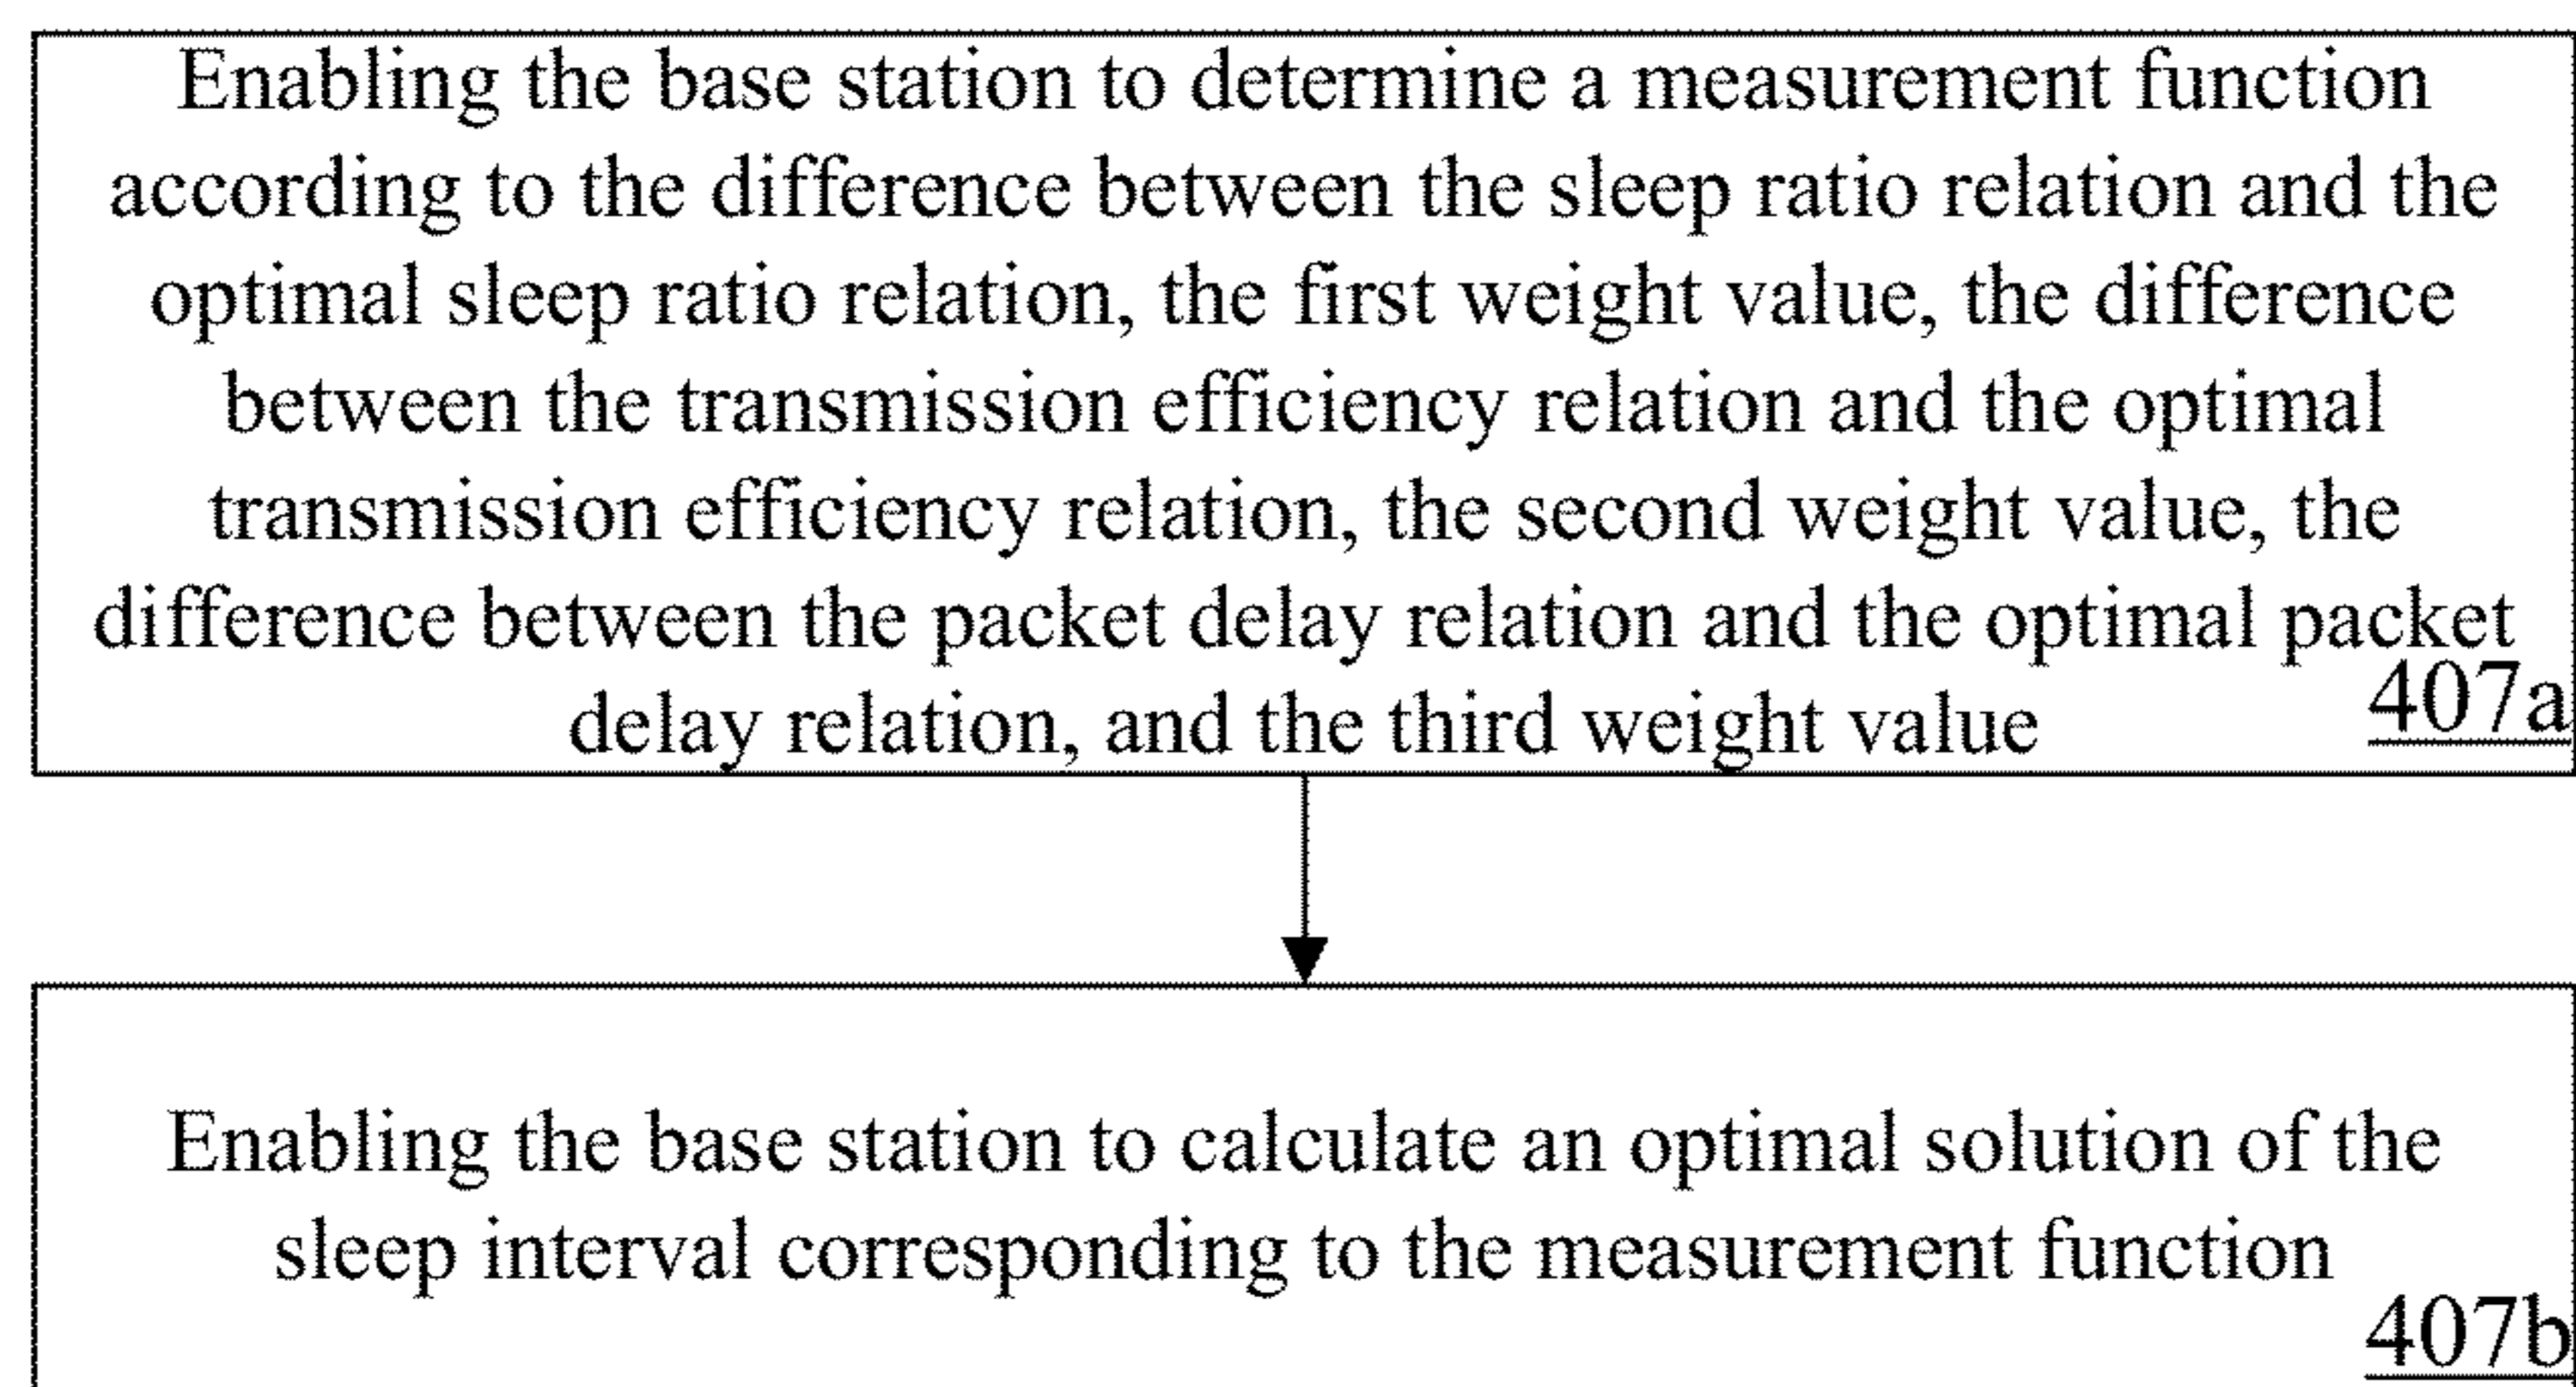 Enabling the base station to determine a measurement function
according to the difference between the sleep ratio relation and the
optimal sleep ratio relation, the first weight value, the difference
between the transmission efficiency relation and the optimal
transmission efficiency relation, the second weight value, the
difference between the packet delay relation and the optimal packet
delay relation, and the third weight value
407a
Enabling the base station to calculate an optimal solution of the
sleep interval corresponding to the measurement function
407b